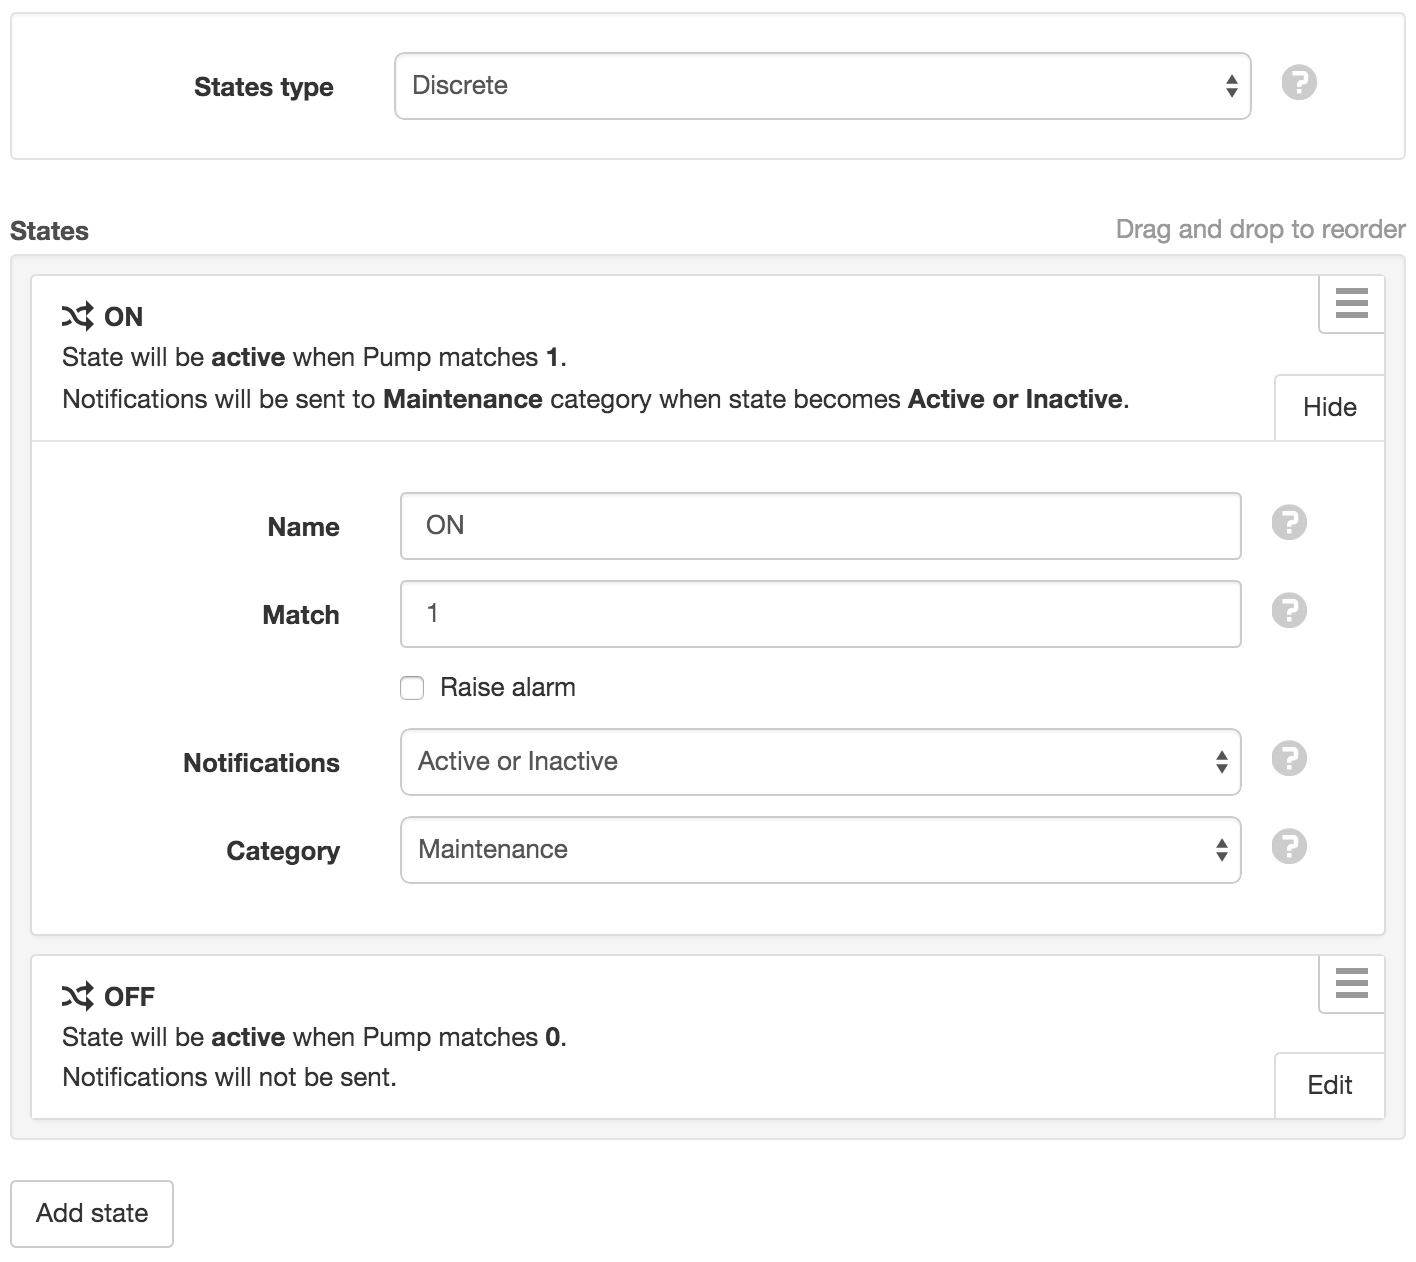 States type
Discrete
?
States
Drag and drop to reorder
ON
State will be active when Pump matches 1.
Notifications will be sent to Maintenance category when state becomes Active or Inactive.
Hide
Name
ON
?
Match
1
?
Raise alarm
Notifications
Active or Inactive
?
Category
Maintenance
?
OFF
State will be active when Pump matches 0.
Notifications will not be sent.
Edit
Add state